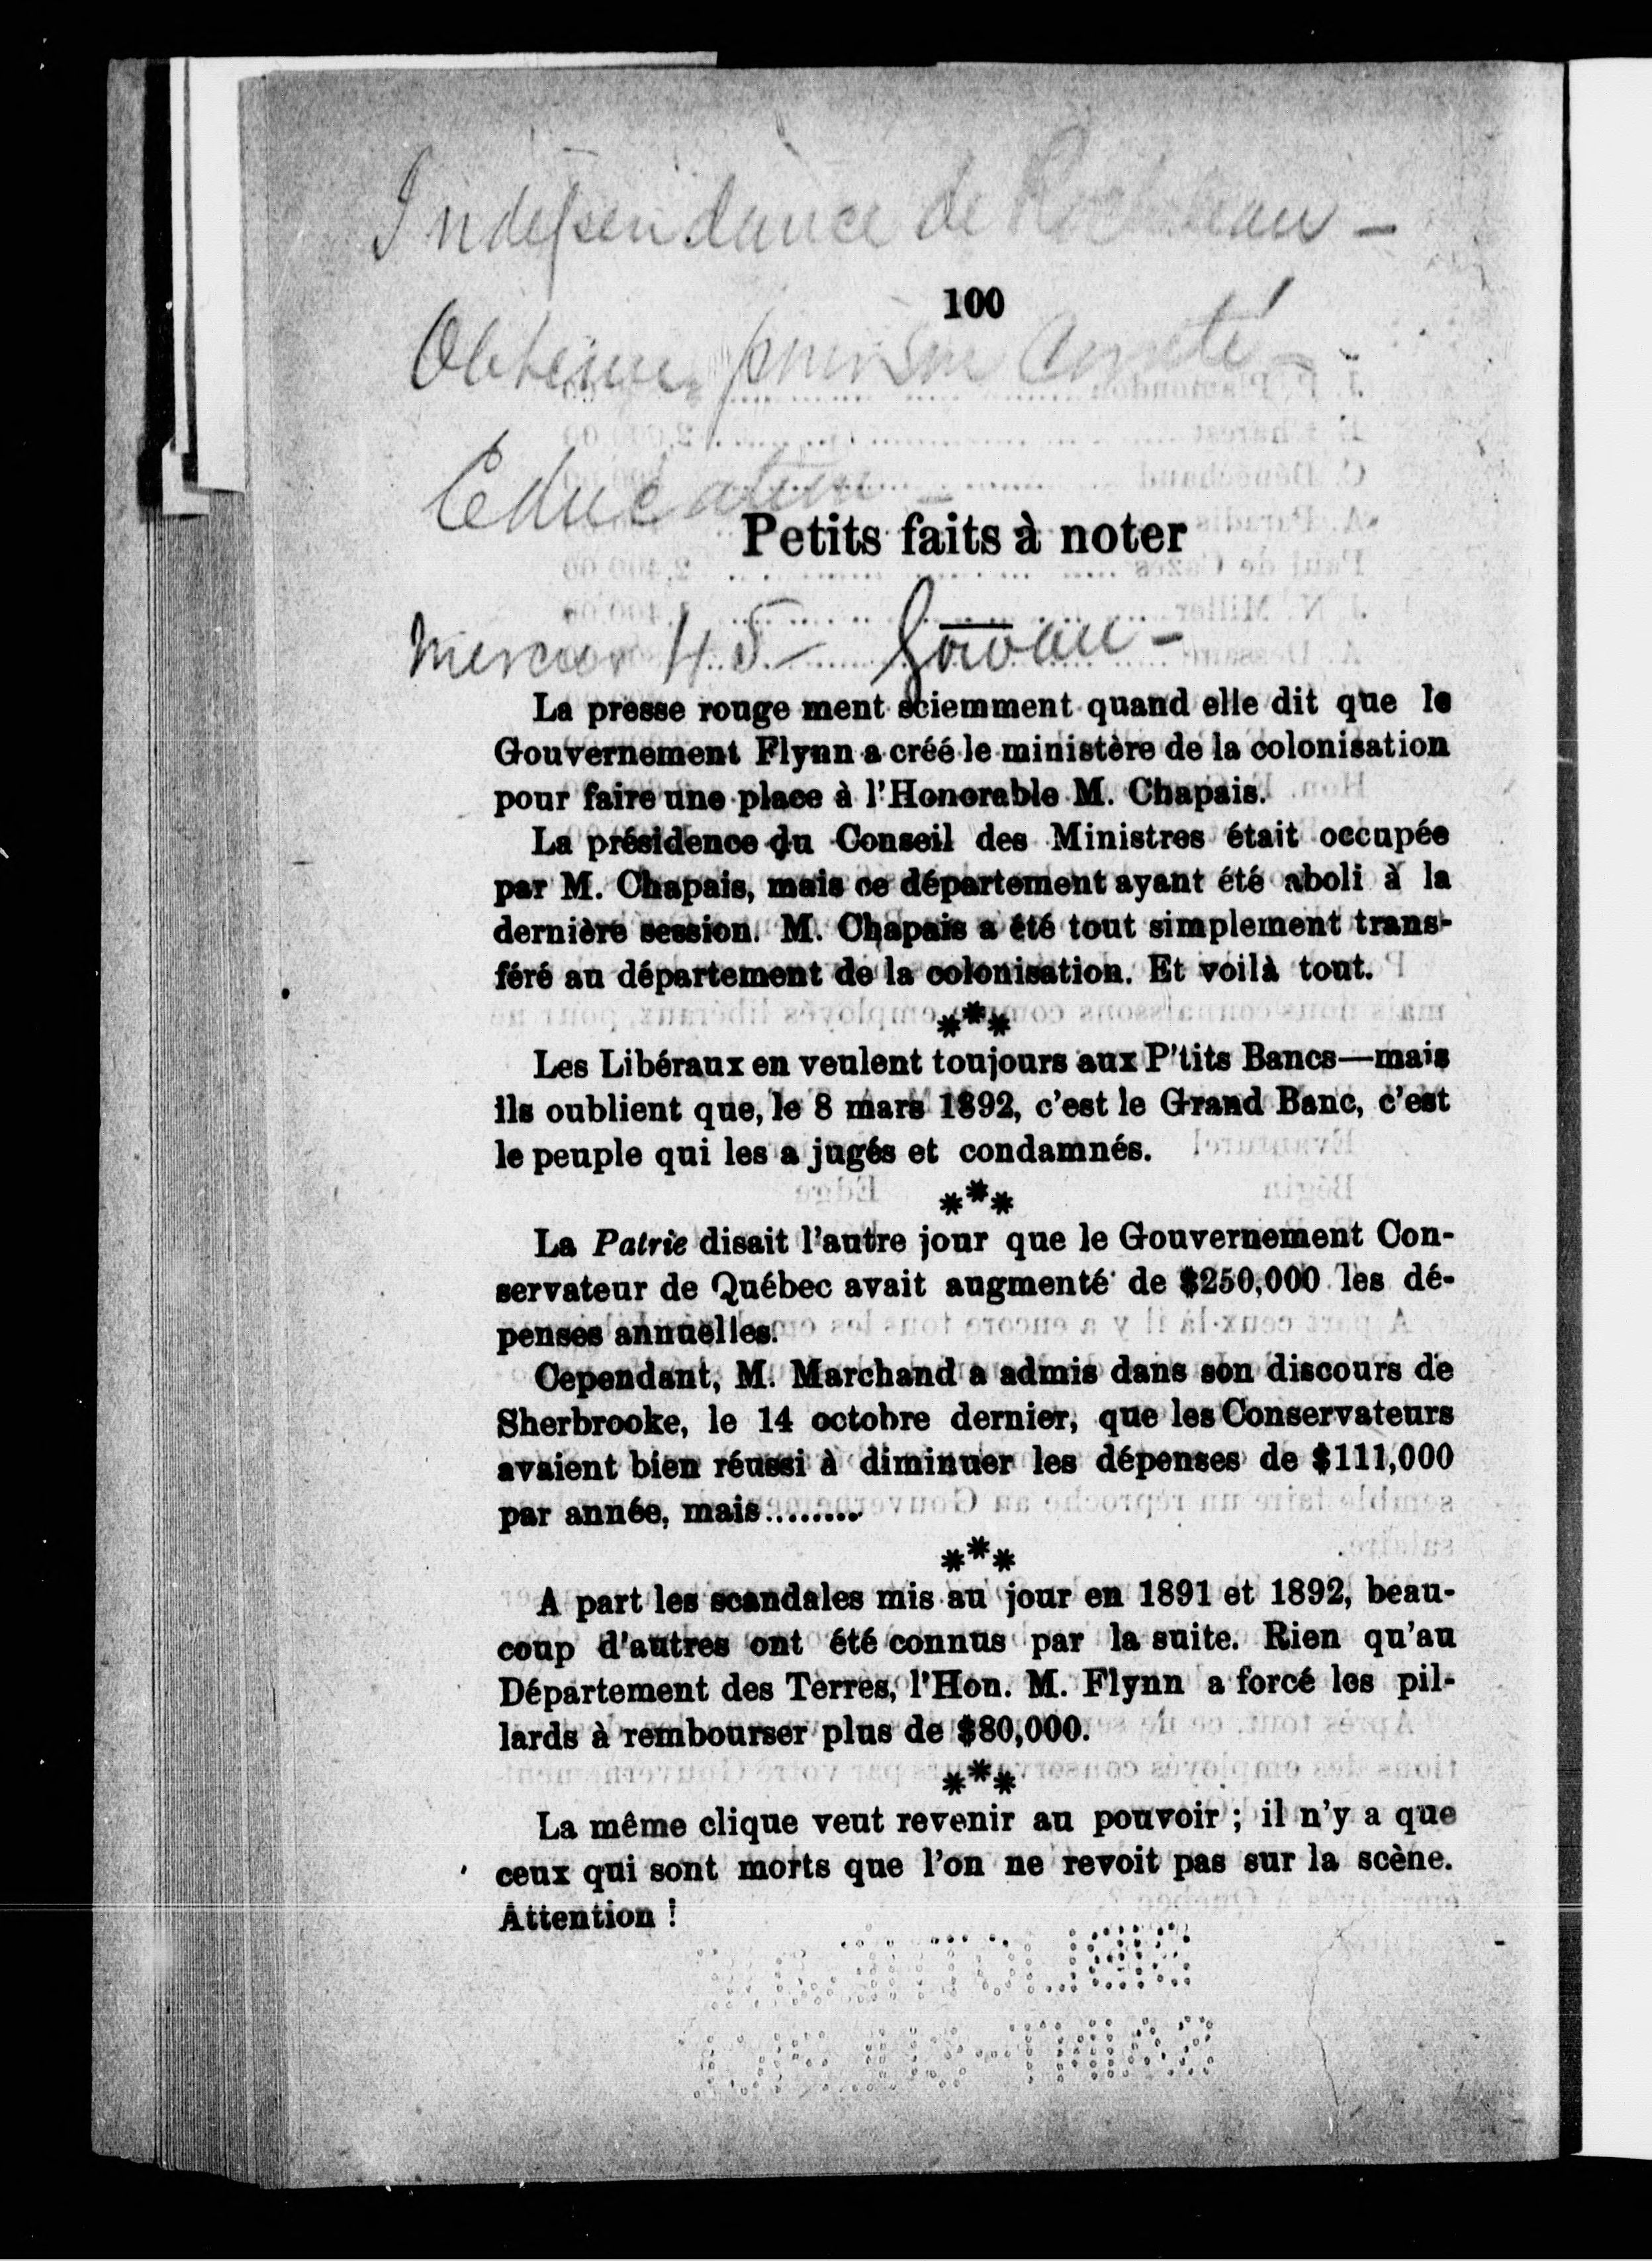 Indépendance de
100
Obtenir pour son Comté
Education
Petits faits à noter
Mercier 45 —
La presse rouge ment sciemment quand elle dit que le
Gouvernement Flynn a créé le ministère de la colonisation
pour faire une place à l'Honorable M. Chapais.
La présidence du Conseil des Ministres était occupée
par M. Chapais, mais ce département ayant été aboli à la
dernière session. M. Chapais a été tout simplement trans-
féré au département de la colonisation. Et voilà tout.
***
Les Libéraux en veulent toujours aux P'tits Bancs—mais
ils oublient que, le 8 mars 1892, c'est le Grand Banc, c'est
le peuple qui les a jugés et condamnés.
***
La Patrie disait l'autre jour que le Gouvernement Con-
servateur de Québec avait augmenté de $250,000 les dé-
penses annuelles.
Cependant, M. Marchand a admis dans son discours de
Sherbrooke, le 14 octobre dernier, que les Conservateurs
avaient bien réussi à diminuer les dépenses de $111,000
par année, mais........
***
A part les scandales mis au jour en 1891 et 1892, beau-
coup d'autres ont été connus par la suite. Rien qu'au
Département des Terres, l'Hon. M. Flynn a forcé les pil-
lards à rembourser plus de $80,000.
***
La même clique veut revenir au pouvoir ; il n'y a que
ceux qui sont morts que l'on ne revoit pas sur la scène.
Attention !